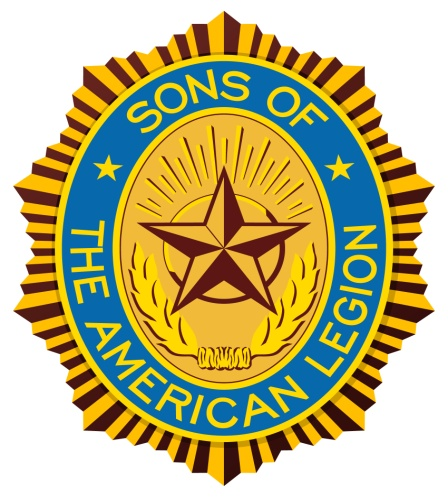 SONS OF
THE AMERICAN LEGION